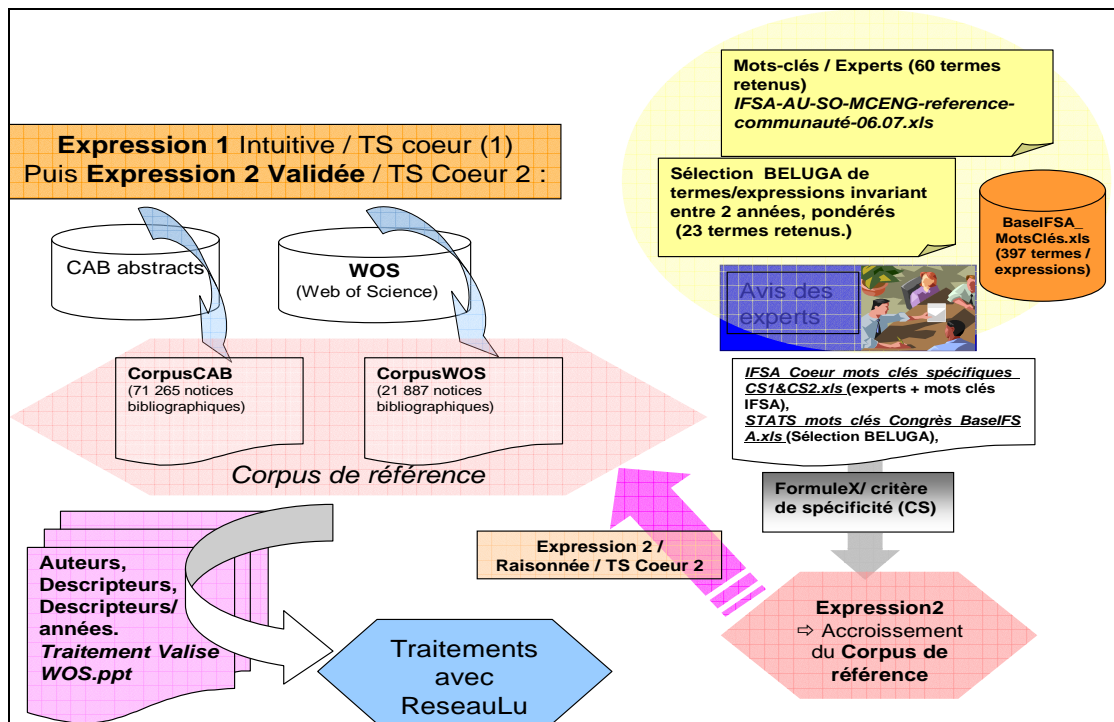 Expression 1 Intuitive / TS coeur (1)
Puis Expression 2 Validée / TS Coeur 2 :
CAB abstracts
WOS
(Web of Science)
CorpusCAB
(71 265 notices
bibliographiques)
CorpusWOS
(21 887 notices
bibliographiques)
Corpus de référence
Auteurs,
Descripteurs,
Descripteurs/
années.
Traitement Valise
WOS.ppt
Traitements
avec
ReseauLu
Mots-clés / Experts (60 termes
retenus)
IFSA-AU-SO-MCENG-reference-
communauté-06.07.xls
Sélection BELUGA de
termes/expressions invariant
entre 2 années, pondérés
(23 termes retenus.)
BaseIFSA_
MotsClés.xls
(397 termes /
expressions)
Avis des
experts
IFSA Coeur mots clés spécifiques
CS1&CS2.xls (experts + mots clés
IFSA),
STATS mots clés Congrès BaseIFS
A.xls (Sélection BELUGA),
FormuleX/ critère
de spécificité (CS)
Expression 2 /
Raisonnée / TS Coeur 2
Expression2
⇨ Accroissement
du Corpus de
référence